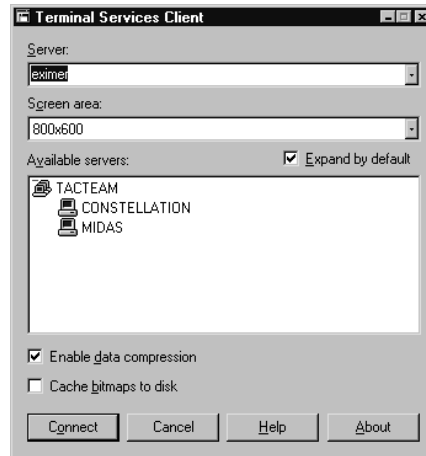 Terminal Services Client
Server:
eximer
Screen area:
800x600
Available servers:
Expand by default
TACTEAM
CONSTELLATION
MIDAS
Enable data compression
Cache bitmaps to disk
Connect
Cancel
Help
About